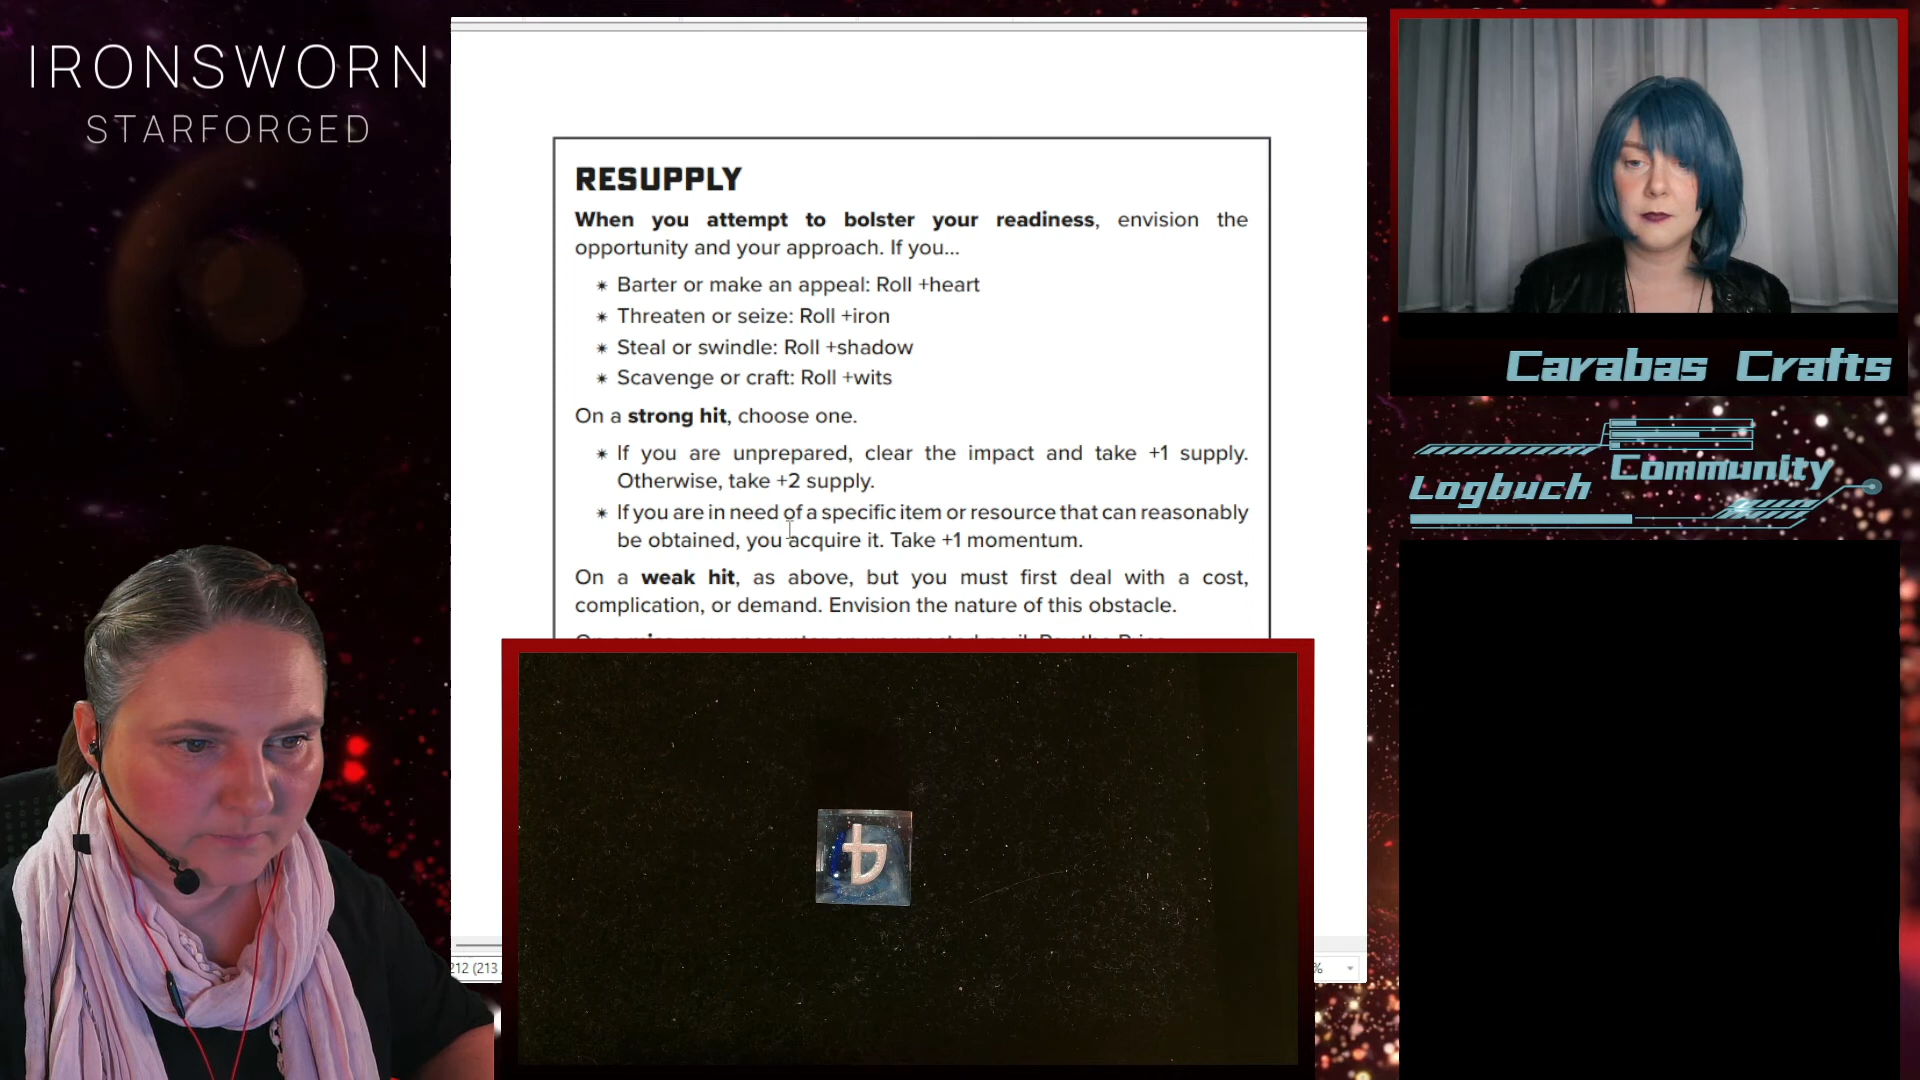 IRONSWORN
STARFORGED
RESUPPLY
When you attempt to bolster your readiness, envision the
opportunity and your approach. If you...
✴ Barter or make an appeal: Roll +heart
✴ Threaten or seize: Roll +iron
✴ Steal or swindle: Roll +shadow
✴ Scavenge or craft: Roll +wits
On a strong hit, choose one.
✴ If you are unprepared, clear the impact and take +1 supply.
Otherwise, take +2 supply.
✴ If you are in need of a specific item or resource that can reasonably
be obtained, you acquire it. Take +1 momentum.
On a weak hit, as above, but you must first deal with a cost,
complication, or demand. Envision the nature of this obstacle.
212 (213
%
Carabas Crafts
Logbuch Community